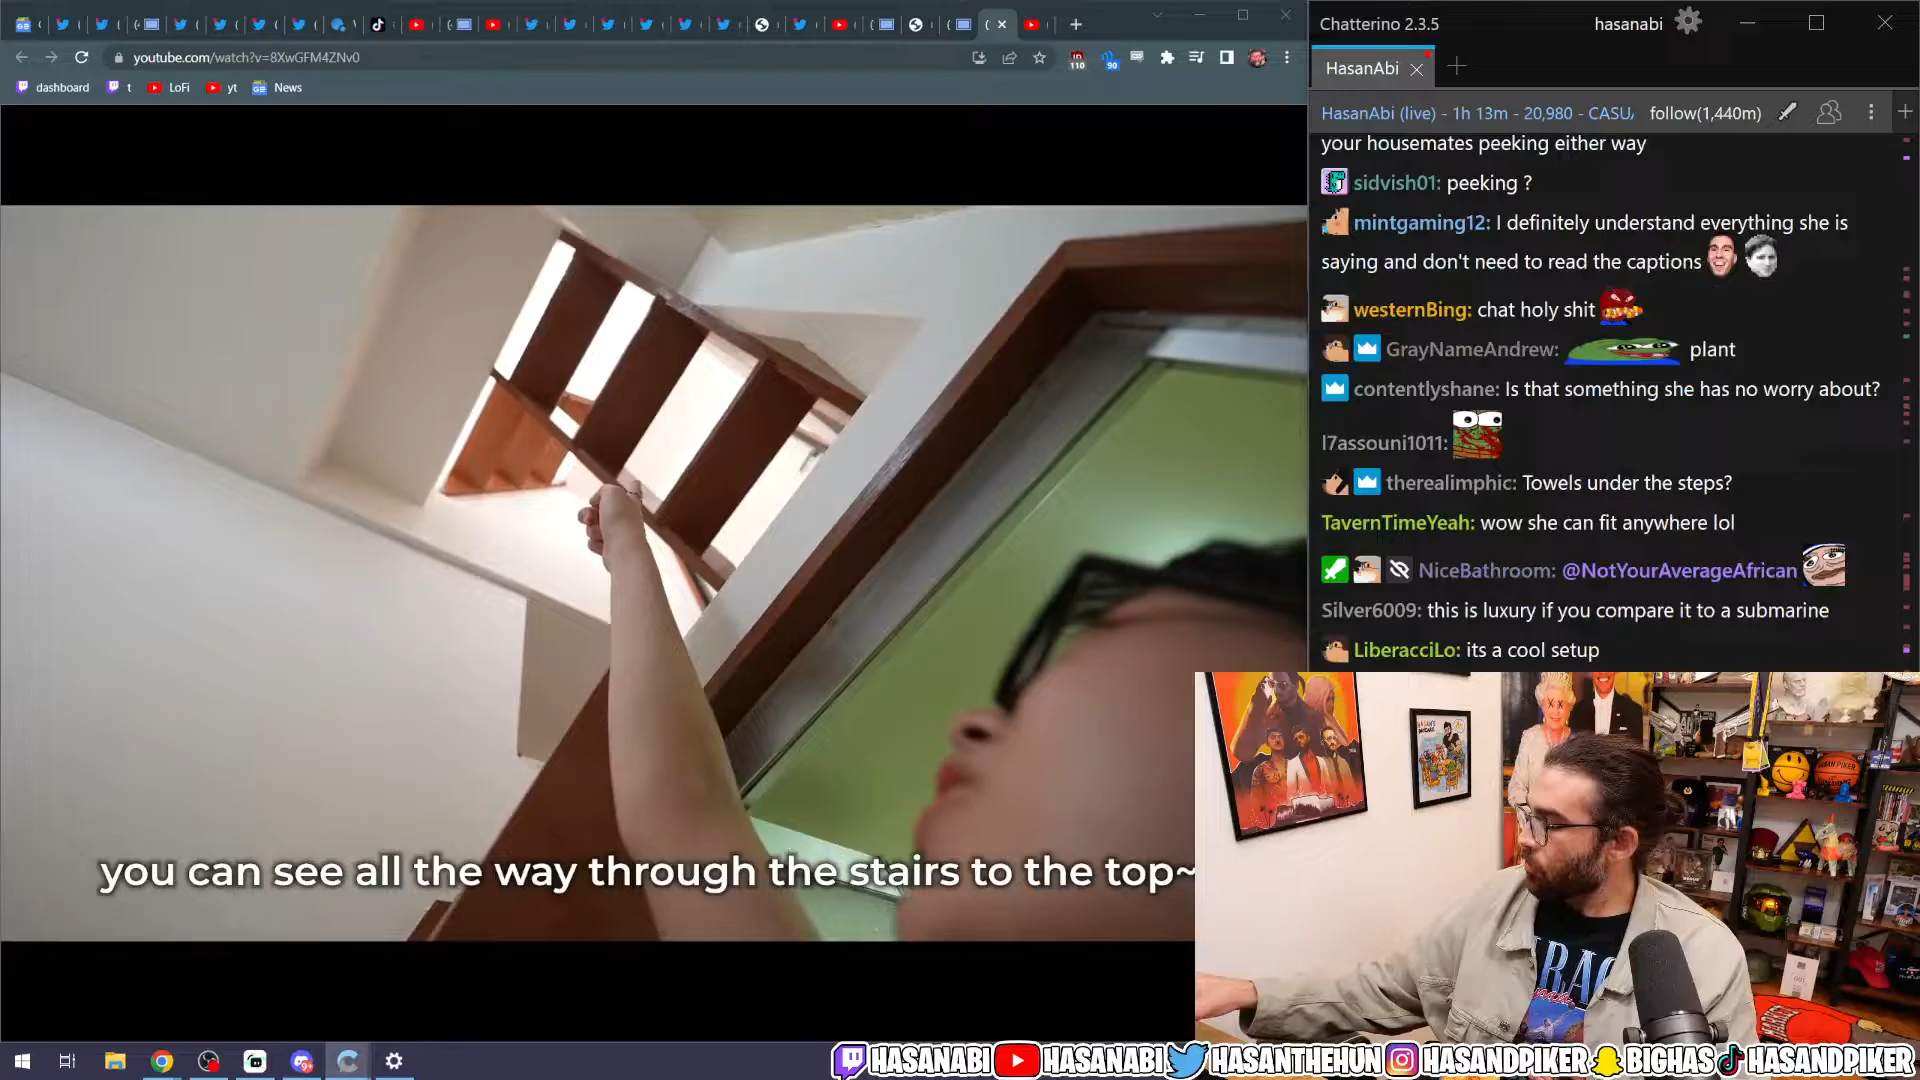 youtube.com/watch?v=8XwGFM4ZNv0
110
90
dashboard
t
LoFi
yt
News
Chatterino 2.3.5
hasanabi
HasanAbi
HasanAbi (live) - 1h 13m - 20,980 - CASU
follow(1,440m)
your housemates peeking either way
sidvish01: peeking ?
mintgaming12: I definitely understand everything she is
saying and don't need to read the captions
westernBing: chat holy shit
GrayNameAndrew: plant
contentlyshane: Is that something she has no worry about?
l7assouni1011:
therealimphic: Towels under the steps?
TavernTimeYeah: wow she can fit anywhere lol
NiceBathroom: @NotYourAverageAfrican
Silver6009: this is luxury if you compare it to a submarine
LiberacciLo: its a cool setup
you can see all the way through the stairs to the top~
HASANABI HASANABI HASANTHEHUN HASANDPIKER BIGHAS HASANDPIKER